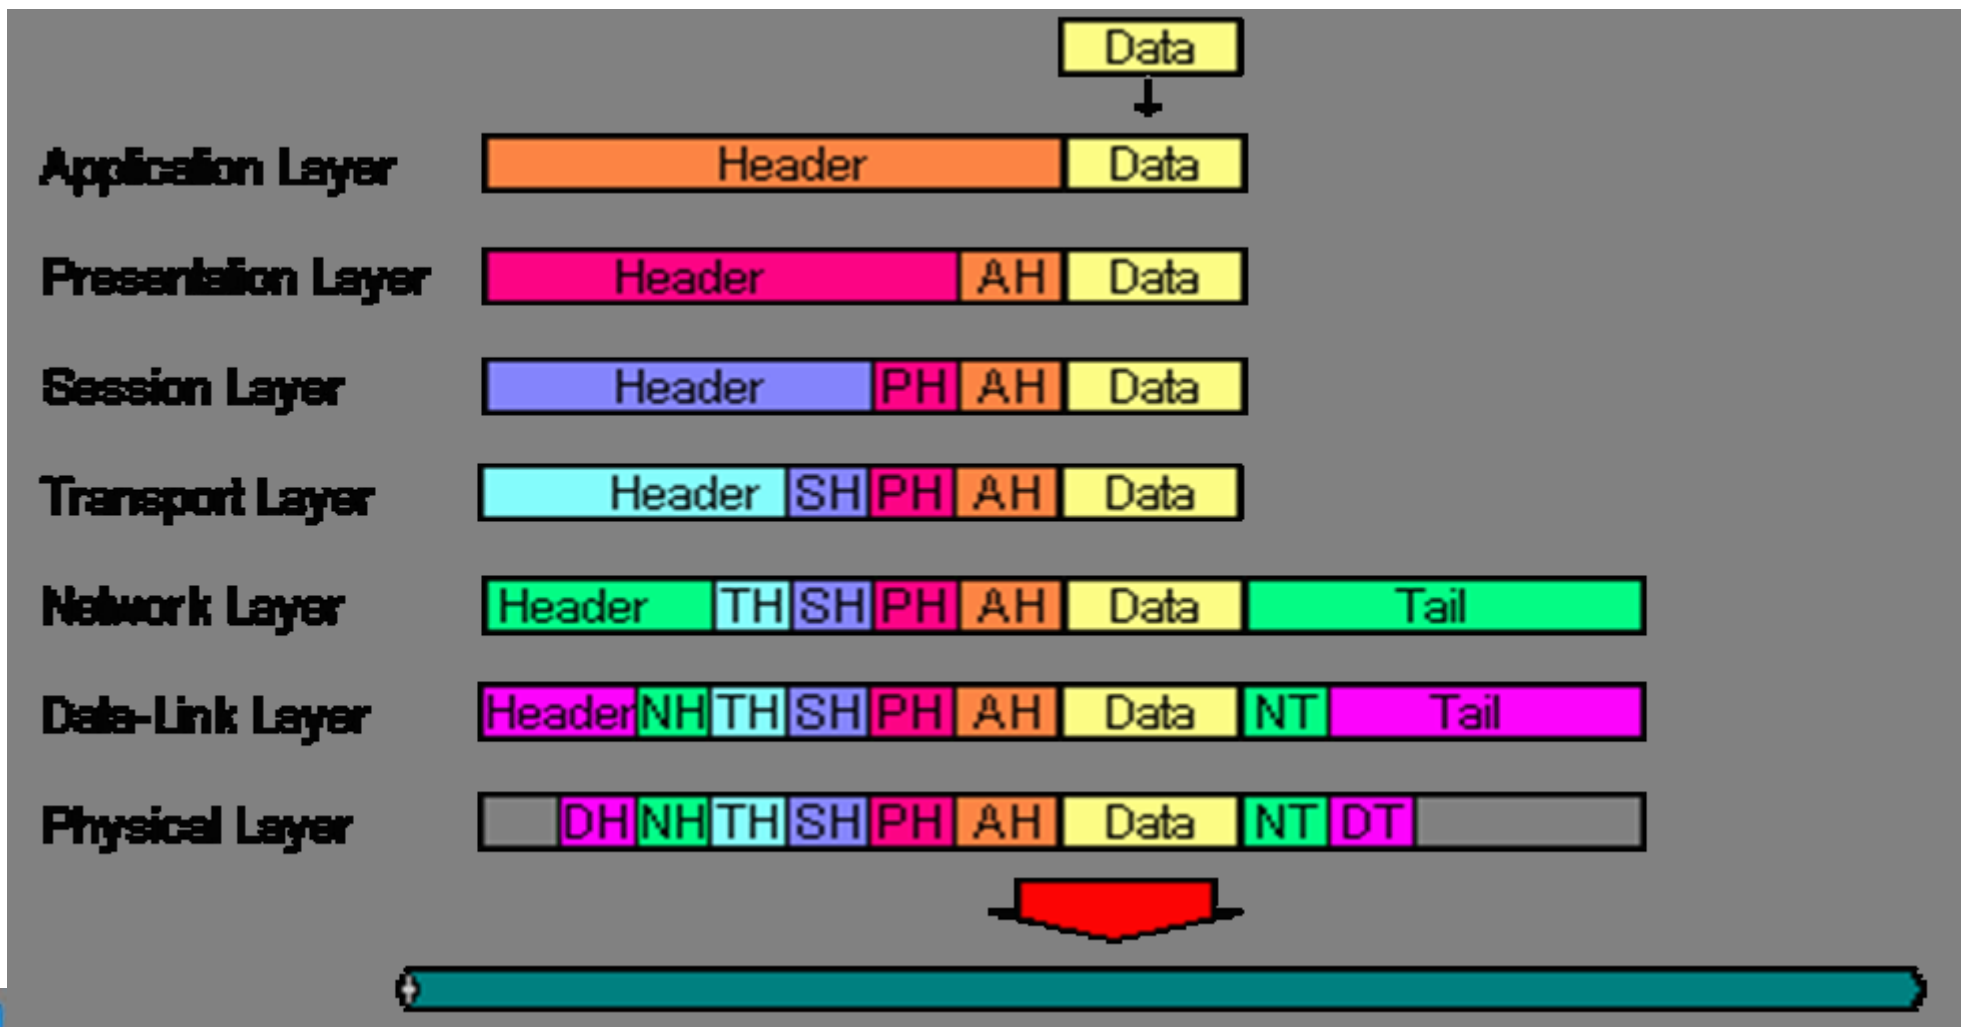 Data
Application Layer Header Data
Presentation Layer Header AH Data
Session Layer Header PH AH Data
Transport Layer Header SH PH AH Data
Network Layer Header TH SH PH AH Data Tail
Data-Link Layer Header NH TH SH PH AH Data NT Tail
Physical Layer DH NH TH SH PH AH Data NT DT